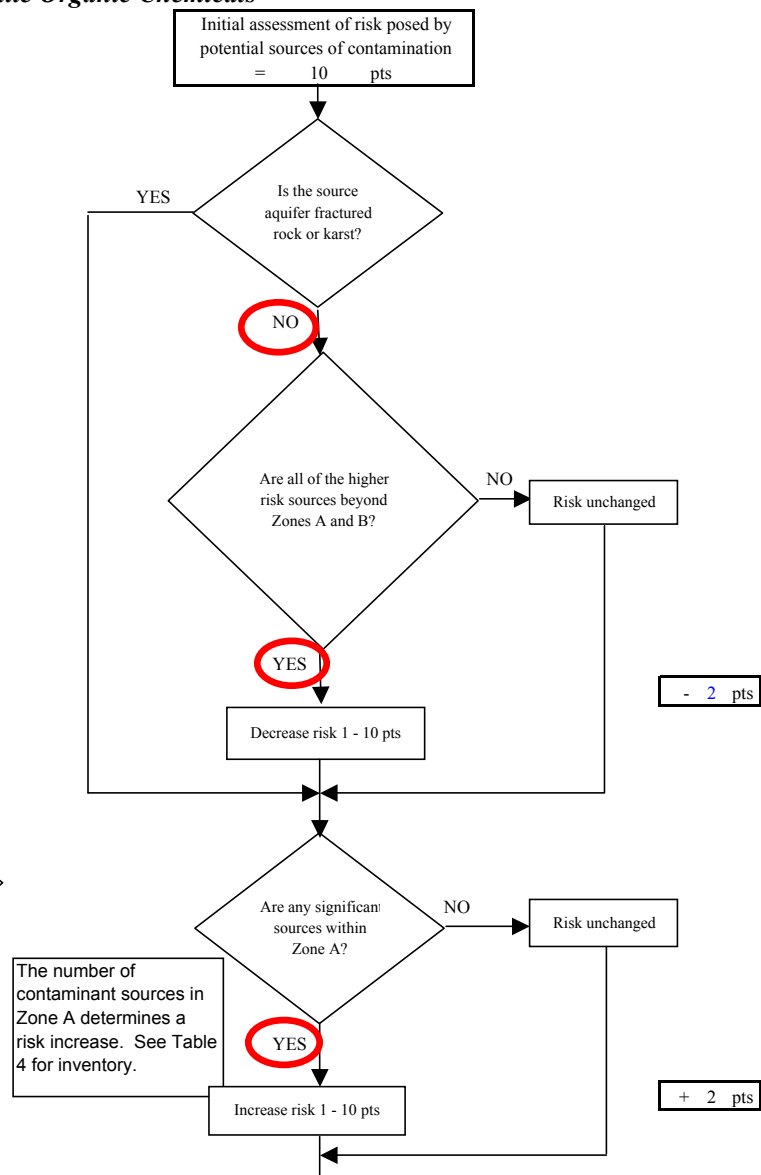 Organic Chemicals
Initial assessment of risk posed by
potential sources of contamination
= 10 pts
YES
Is the source
aquifer fractured
rock or karst?
NO
Are all of the higher
risk sources beyond
Zones A and B?
NO
Risk unchanged
YES
- 2 pts
Decrease risk 1 - 10 pts
Are any significant
sources within
Zone A?
NO
Risk unchanged
The number of
contaminant sources in
Zone A determines a
risk increase. See Table
4 for inventory.
YES
+ 2 pts
Increase risk 1 - 10 pts